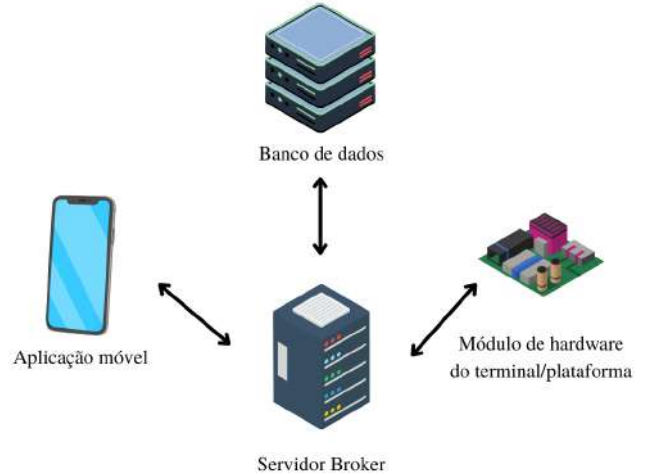 Banco de dados
Aplicação móvel
Módulo de hardware
do terminal/plataforma
Servidor Broker